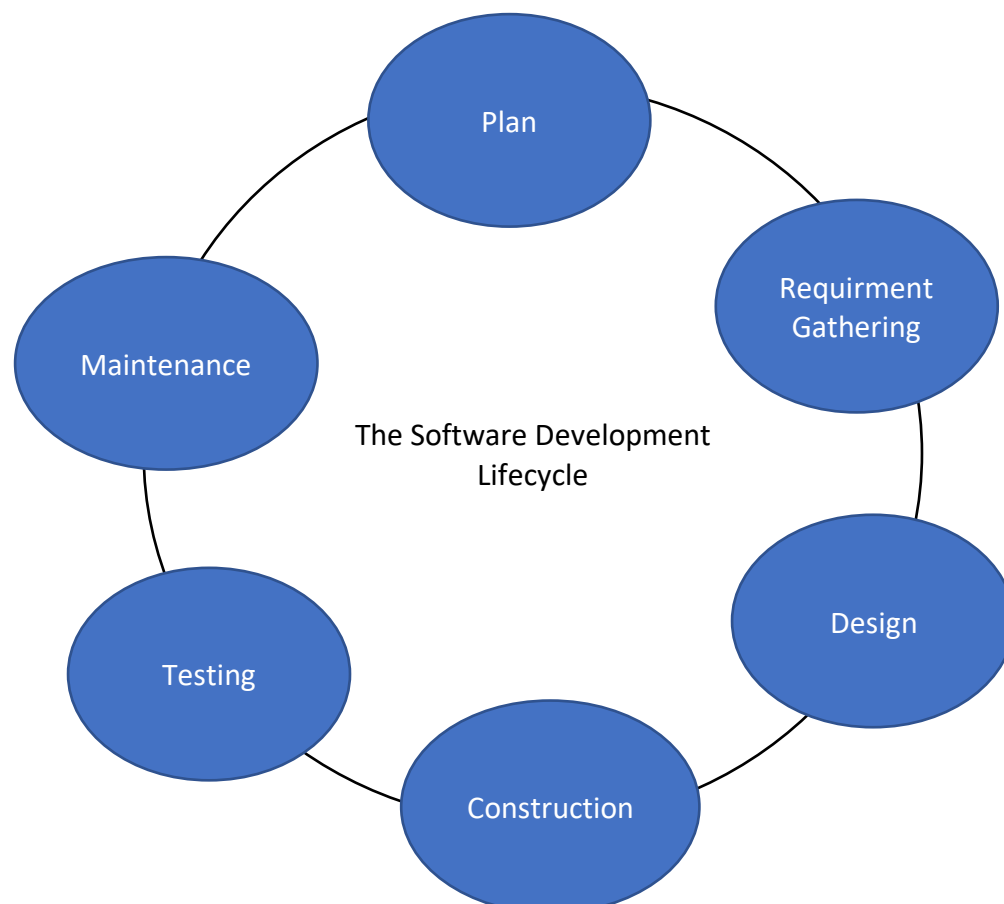 Plan
Requirment
Gathering
Maintenance
The Software Development
Lifecycle
Design
Testing
Construction